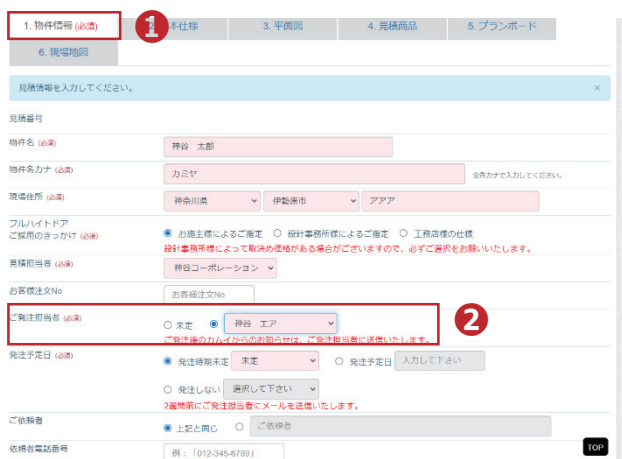 1. 物件情報 (必須)
1
本仕様
3. 平面図
4. 見積商品
5. プランボード
6. 現場地図
見積情報を入力してください。
×
見積番号
物件名 (必須)
神谷 太郎
物件名カナ (必須)
カミヤ
全角カナで入力してください。
現場住所 (必須)
神奈川県
伊勢原市
アアア
フルハイトドア
ご採用のきっかけ (必須)
お施主様によるご指定
設計事務所様によるご指定
工務店様の仕様
設計事務所様によって取決め価格がある場合がございますので、必ずご選択をお願いいたします。
見積担当者 (必須)
神谷コーポレーション
お客様注文No
お客様注文No
ご発注担当者 (必須)
未定
神谷 エア
2
ご発注後のカムイからのお知らせは、ご発注担当者に送信いたします。
発注予定日 (必須)
発注時期未定
未定
発注予定日
入力して下さい
発注しない
選択して下さい
2週間前にご発注担当者にメールを送信いたします。
ご依頼者
上記と同じ
ご依頼者
依頼者電話番号
例：「012-345-6789」
TOP